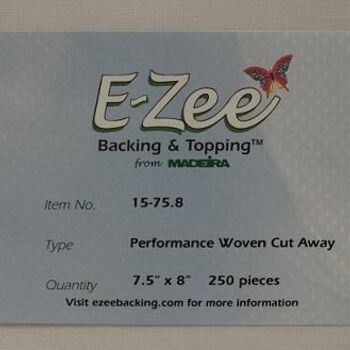 E-Zee
Backing & Topping™
from MADEIRA
Item No. 15-75.8
Type Performance Woven Cut Away
Quantity 7.5" x 8" 250 pieces
Visit ezeebacking.com for more information